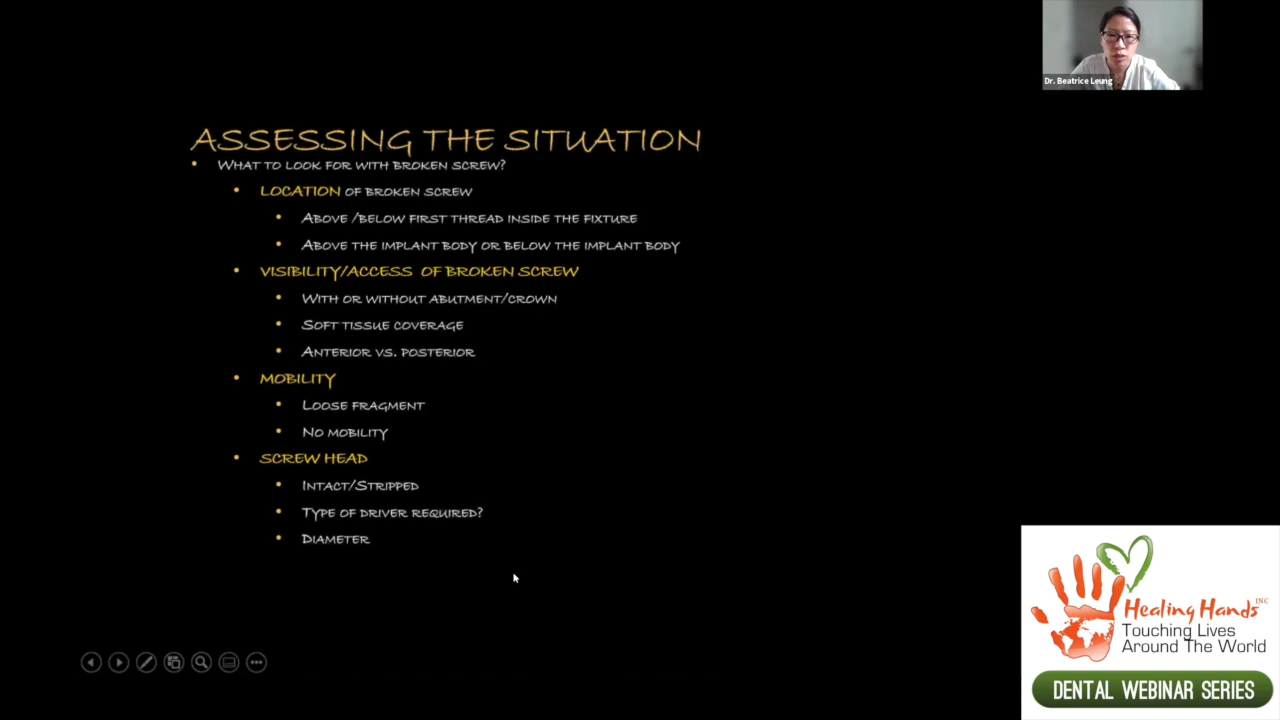 Dr. Beatrice Leung
ASSESSING THE SITUATION
WHAT TO LOOK FOR WITH BROKEN SCREW?
LOCATION OF BROKEN SCREW
ABOVE /BELOW FIRST THREAD INSIDE THE FIXTURE
ABOVE THE IMPLANT BODY OR BELOW THE IMPLANT BODY
VISIBILITY/ACCESS OF BROKEN SCREW
WITH OR WITHOUT ABUTMENT/CROWN
SOFT TISSUE COVERAGE
ANTERIOR VS. POSTERIOR
MOBILITY
LOOSE FRAGMENT
NO MOBILITY
SCREW HEAD
INTACT/STRIPPED
TYPE OF DRIVER REQUIRED?
DIAMETER
Healing Hands INC
Touching Lives
Around The World
DENTAL WEBINAR SERIES